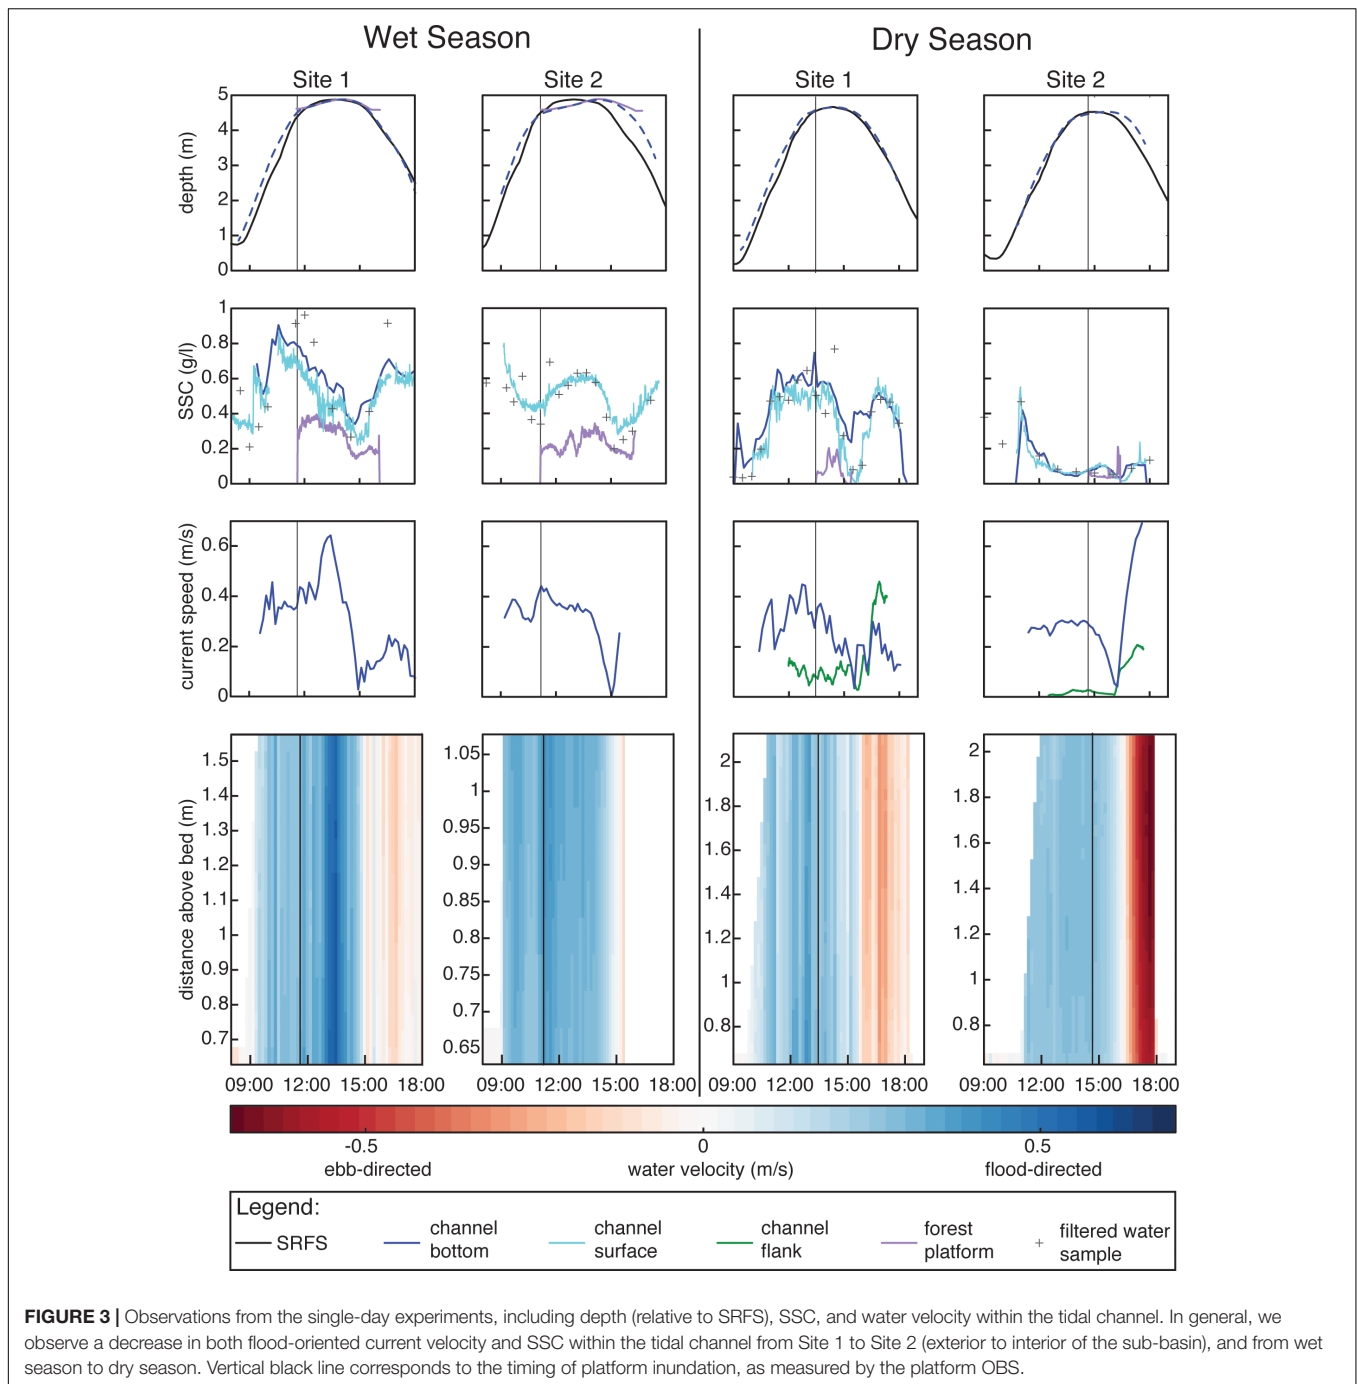 Wet Season
Dry Season
Site 1
Site 2
Site 1
Site 2
depth (m)
5
4
3
2
1
0
SSC (g/l)
1
0.8
0.6
0.4
0.2
0
current speed (m/s)
0.6
0.4
0.2
0
distance above bed (m)
1.5
1.4
1.3
1.2
1.1
1
0.9
0.8
0.7
1.05
1
0.95
0.9
0.85
0.8
0.75
0.7
0.65
2
1.8
1.6
1.4
1.2
1
0.8
2
1.8
1.6
1.4
1.2
1
0.8
09:00 12:00 15:00 18:00
09:00 12:00 15:00 18:00
09:00 12:00 15:00 18:00
09:00 12:00 15:00 18:00
-0.5 0 0.5
ebb-directed water velocity (m/s) flood-directed
Legend:
SRFS
channel bottom
channel surface
channel flank
forest platform
filtered water sample
FIGURE 3 | Observations from the single-day experiments, including depth (relative to SRFS), SSC, and water velocity within the tidal channel. In general, we
observe a decrease in both flood-oriented current velocity and SSC within the tidal channel from Site 1 to Site 2 (exterior to interior of the sub-basin), and from wet
season to dry season. Vertical black line corresponds to the timing of platform inundation, as measured by the platform OBS.